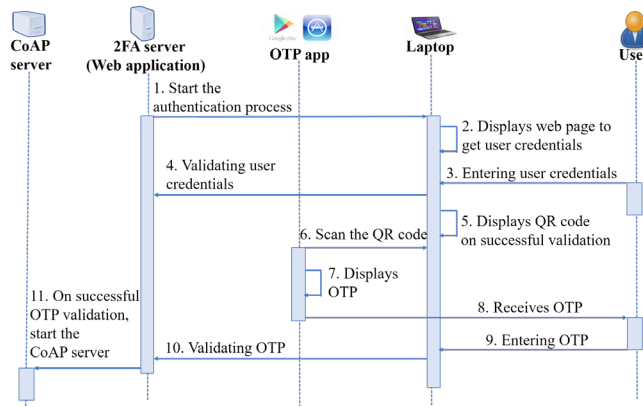 CoAP
server
2FA server
(Web application)
Google play
OTP app
Laptop
User
1. Start the
authentication process
2. Displays web page to
get user credentials
3. Entering user credentials
4. Validating user
credentials
5. Displays QR code
on successful validation
6. Scan the QR code
7. Displays
OTP
8. Receives OTP
9. Entering OTP
10. Validating OTP
11. On successful
OTP validation,
start the
CoAP server